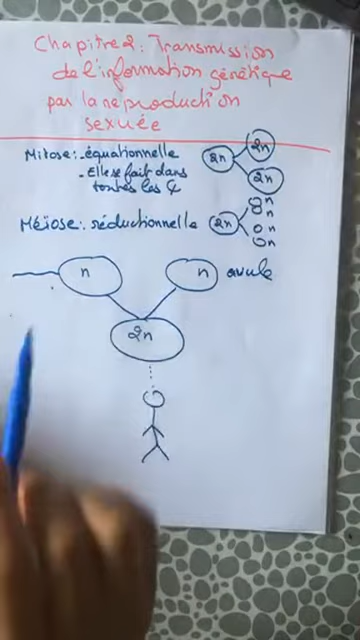 Chapitre 2: Transmission
de l'information génétique
par la reproduction
sexuée
Mitose: - équationnelle
- Elle se fait dans
toutes les
2n
2n
2n
Méiose: réductionnelle
2n
n
n
n
n
n
n
ovule
2n